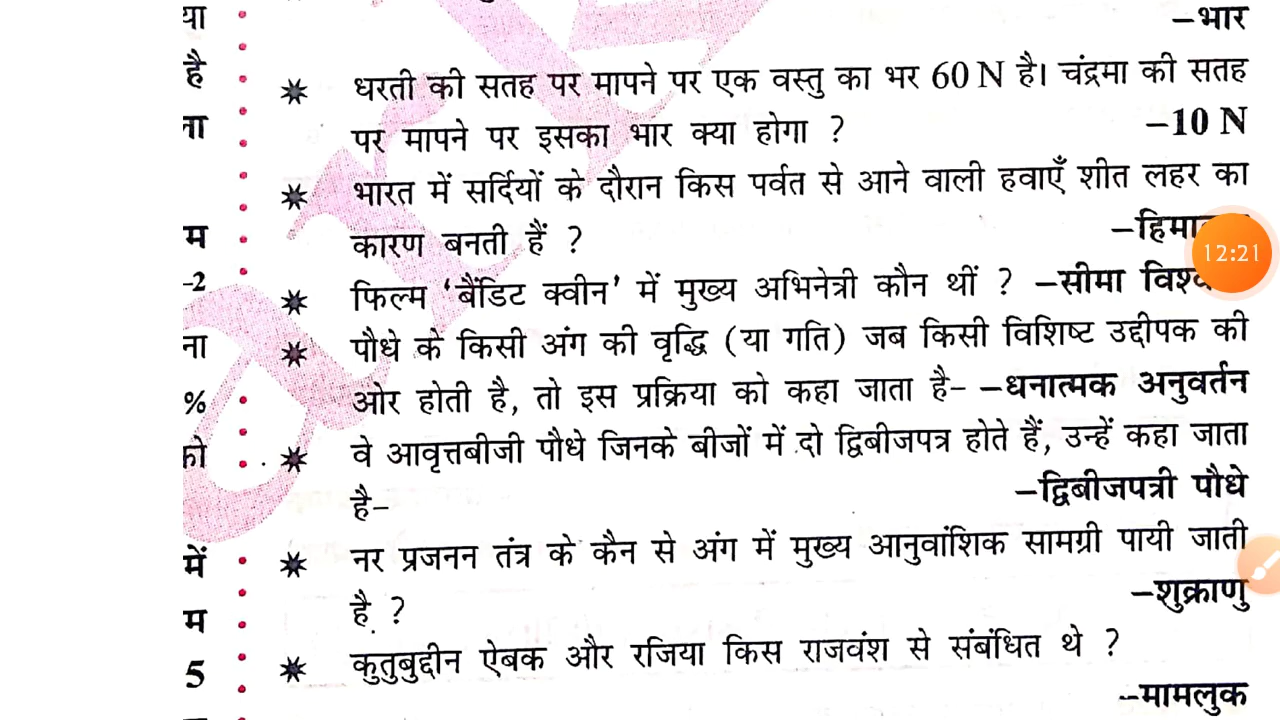 या
है
ना
म
-2
ना
%
को
में
म
5
–भार
धरती की सतह पर मापने पर एक वस्तु का भर 60 N है। चंद्रमा की सतह
पर मापने पर इसका भार क्या होगा ? –10 N
भारत में सर्दियों के दौरान किस पर्वत से आने वाली हवाएँ शीत लहर का
कारण बनती हैं ?
12:21
फिल्म ‘बैंडिट क्वीन’ में मुख्य अभिनेत्री कौन थीं ? –सीमा
पौधे के किसी अंग की वृद्धि (या गति) जब किसी विशिष्ट उद्दीपक की
ओर होती है, तो इस प्रक्रिया को कहा जाता है– –धनात्मक अनुवर्तन
वे आवृत्तबीजी पौधे जिनके बीजों में दो द्विबीजपत्र होते हैं, उन्हें कहा जाता
है– –द्विबीजपत्री पौधे
नर प्रजनन तंत्र के कैन से अंग में मुख्य आनुवांशिक सामग्री पायी जाती
है ? –शुक्राणु
कुतुबुद्दीन ऐबक और रजिया किस राजवंश से संबंधित थे ?
–मामलुक